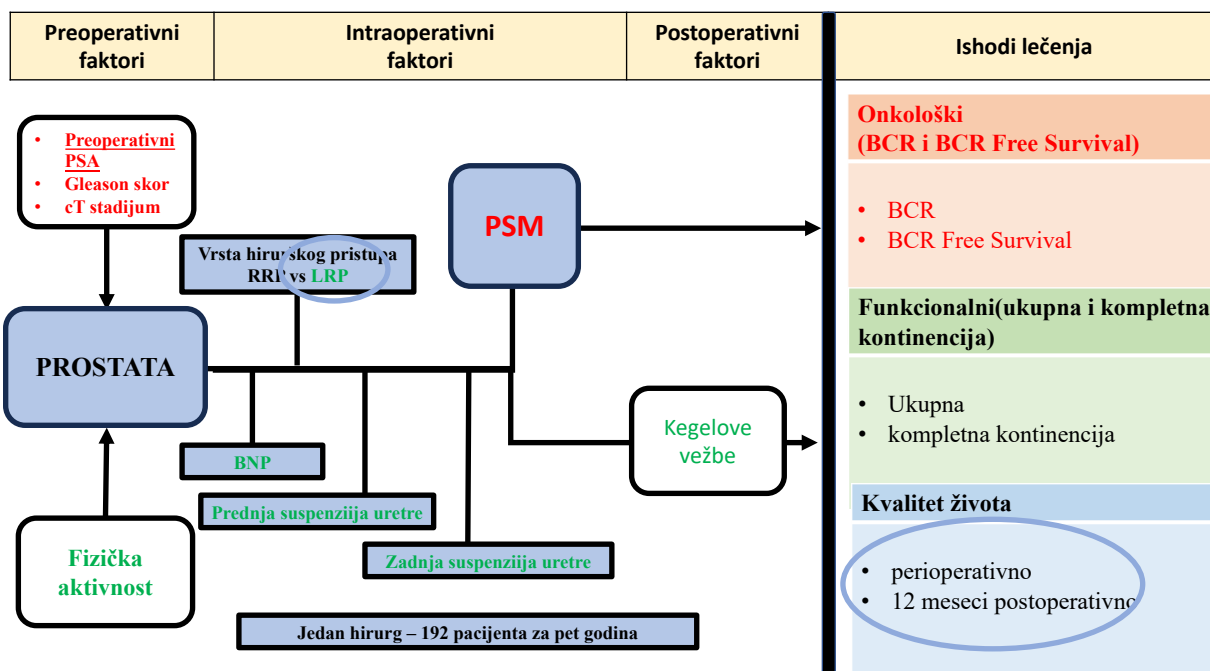 Preoperativni
faktori
Intraoperativni
faktori
Postoperativni
faktori
Ishodi lečenja
• Preoperativni
PSA
• Gleason skor
• cT stadijum
PROSTATA
Fizička
aktivnost
Vrsta hirurškog pristupa
RRP vs LRP
BNP
Prednja suspenziija uretre
Zadnja suspenziija uretre
Jedan hirurg – 192 pacijenta za pet godina
PSM
Kegelove
vežbe
Onkološki
(BCR i BCR Free Survival)
• BCR
• BCR Free Survival
Funkcionalni(ukupna i kompletna
kontinencija)
• Ukupna
• kompletna kontinencija
Kvalitet života
• perioperativno
• 12 meseci postoperativno